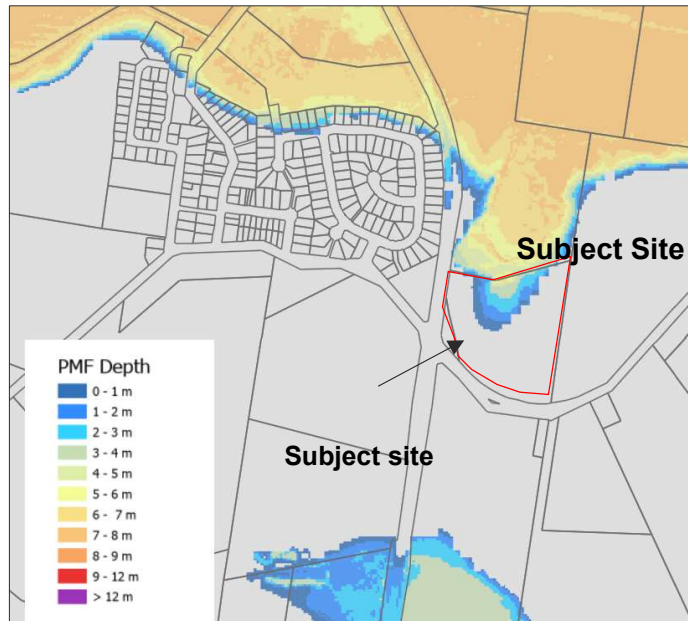 Subject Site
Subject site
PMF Depth
0 - 1 m
1 - 2 m
2 - 3 m
3 - 4 m
4 - 5 m
5 - 6 m
6 - 7 m
7 - 8 m
8 - 9 m
9 - 12 m
> 12 m